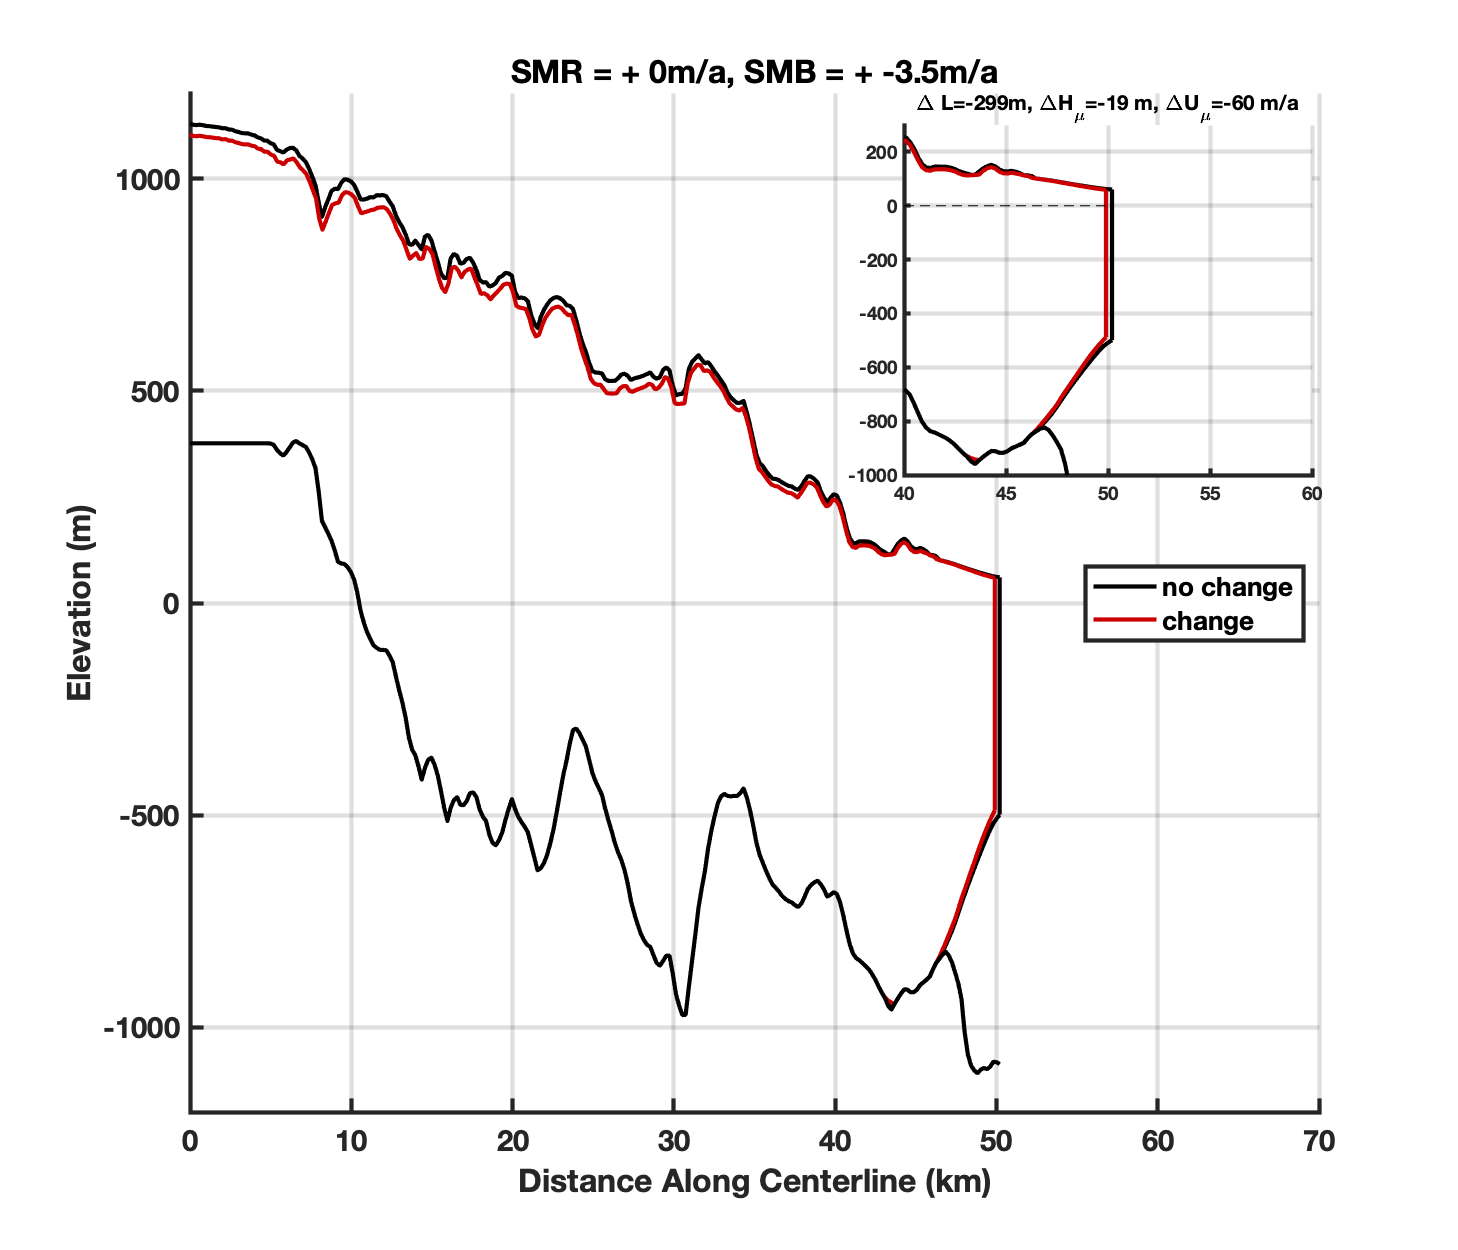 SMR = + 0m/a, SMB = + -3.5m/a
Δ L=-299m, ΔHμ=-19 m, ΔUμ=-60 m/a
200
0
-200
-400
-600
-800
-1000
40 45 50 55 60
1000
500
0
-500
-1000
Elevation (m)
no change
change
0 10 20 30 40 50 60 70
Distance Along Centerline (km)